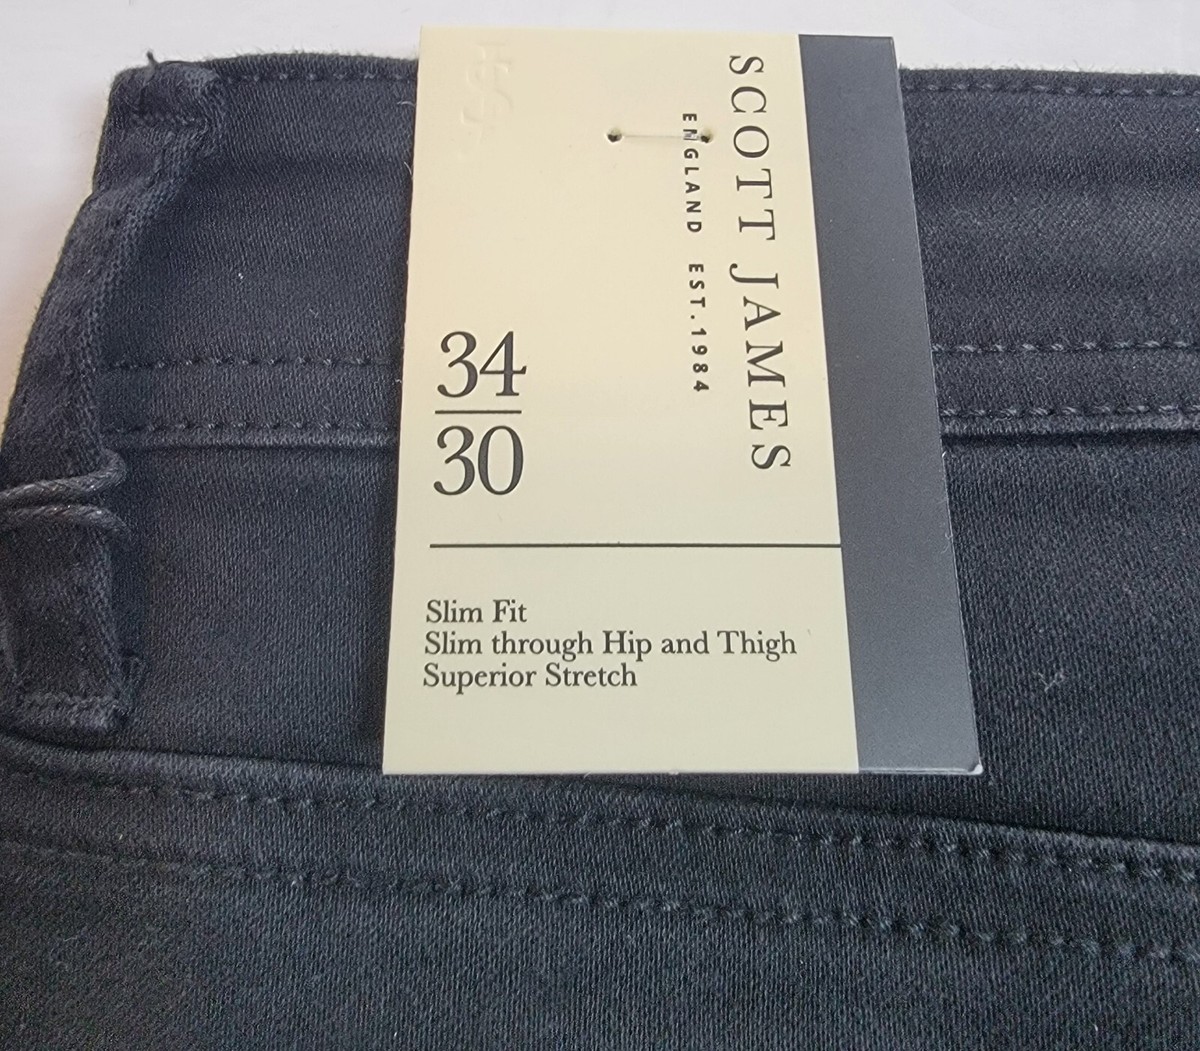 SCOTT JAMES
ENGLAND EST.1984
34
30
Slim Fit
Slim through Hip and Thigh
Superior Stretch